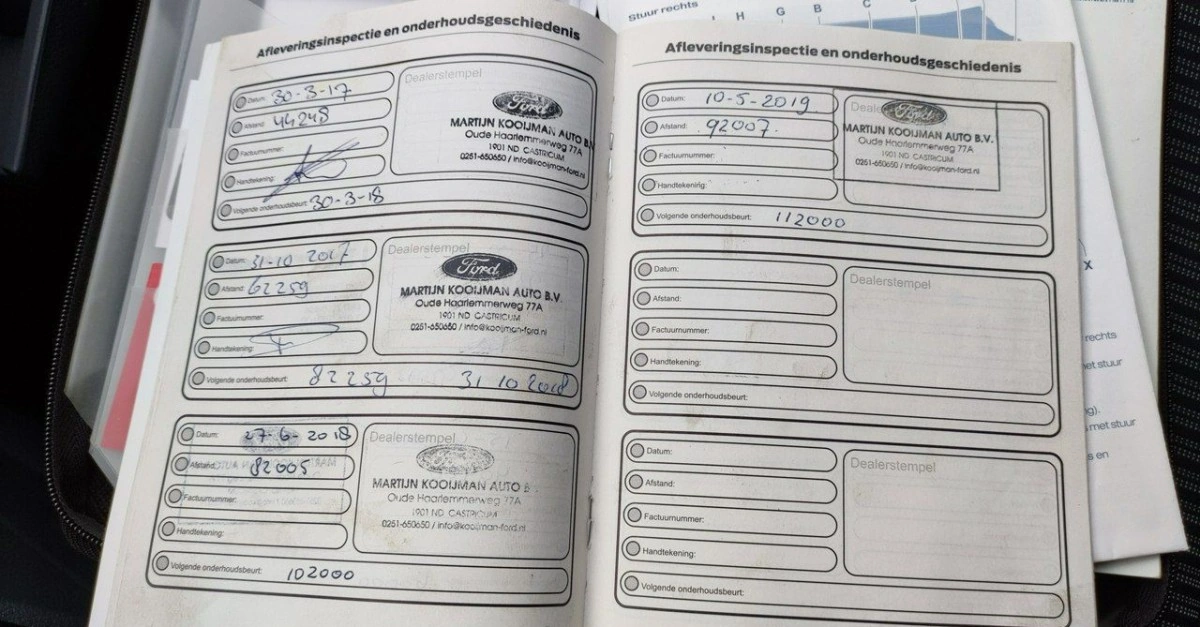 Stuur rechts
H G B C
Afleveringsinspectie en onderhoudsgeschiedenis
Datum: 30-3-17
Afstand: 44248
Factuurnummer:
Handtekening:
Volgende onderhoudsbeurt: 30-3-18
Dealerstempel
Ford
MARTIJN KOOIJMAN AUTO B.V.
Oude Haarlemmerweg 77A
1901 ND CASTRICUM
0251-650650 / info@kooijman-ford.nl
Datum: 31-10 2017
Afstand: 62259
Factuurnummer:
Handtekening:
Volgende onderhoudsbeurt: 82259 31 10 2018
Dealerstempel
Ford
MARTIJN KOOIJMAN AUTO B.V.
Oude Haarlemmerweg 77A
1901 ND CASTRICUM
0251-650650 / info@kooijman-ford.nl
Datum: 27-6-2018
Afstand: 82005
Factuurnummer:
Handtekening:
Volgende onderhoudsbeurt: 102000
Dealerstempel
Ford
MARTIJN KOOIJMAN AUTO B
Oude Haarlemmerweg 77A
1901 ND CASTRICUM
0251-650650 / info@kooijman-ford.nl
Afleveringsinspectie en onderhoudsgeschiedenis
Datum: 10-5-2019
Afstand: 92007
Factuurnummer:
Handtekening:
Volgende onderhoudsbeurt: 112000
Deale
Ford
MARTIJN KOOIJMAN AUTO B.V.
Oude Haarlemmerweg 77A
1901 ND CASTRICUM
0251-650650 / info@kooijman-ford.nl
Datum:
Afstand:
Factuurnummer:
Handtekening:
Volgende onderhoudsbeurt:
Dealerstempel
Datum:
Afstand:
Factuurnummer:
Handtekening:
Volgende onderhoudsbeurt:
Dealerstempel
x
rechts
et stuur
ng).
met stuur
s en